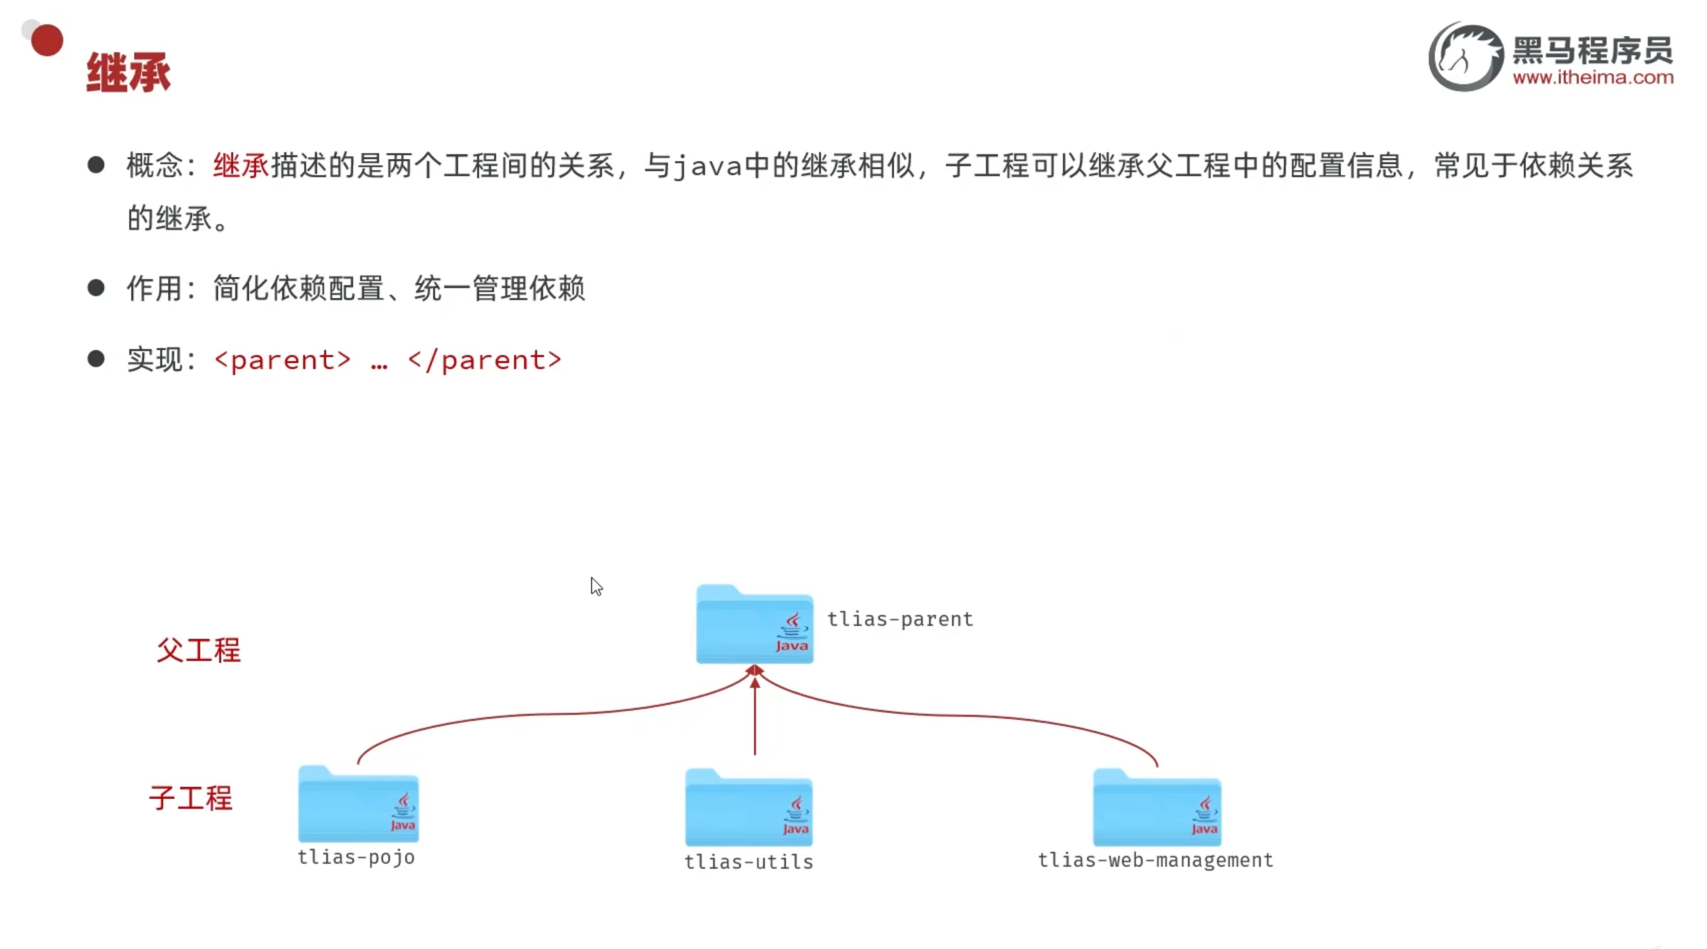 继承
黑马程序员
www.itheima.com
概念：继承描述的是两个工程间的关系，与java中的继承相似，子工程可以继承父工程中的配置信息，常见于依赖关系
的继承。
作用：简化依赖配置、统一管理依赖
实现：<parent> … </parent>
Java
tlias-parent
父工程
子工程
Java
Java
Java
tlias-pojo
tlias-utils
tlias-web-management